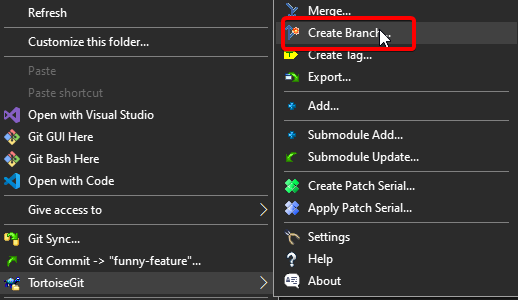 Refresh
Customize this folder...
Paste
Paste shortcut
Open with Visual Studio
Git GUI Here
Git Bash Here
Open with Code
Give access to
Git Sync...
Git Commit -> "funny-feature"...
TortoiseGit
Merge...
Create Branch...
Create Tag...
Export...
Add...
Submodule Add...
Submodule Update...
Create Patch Serial...
Apply Patch Serial...
Settings
Help
About